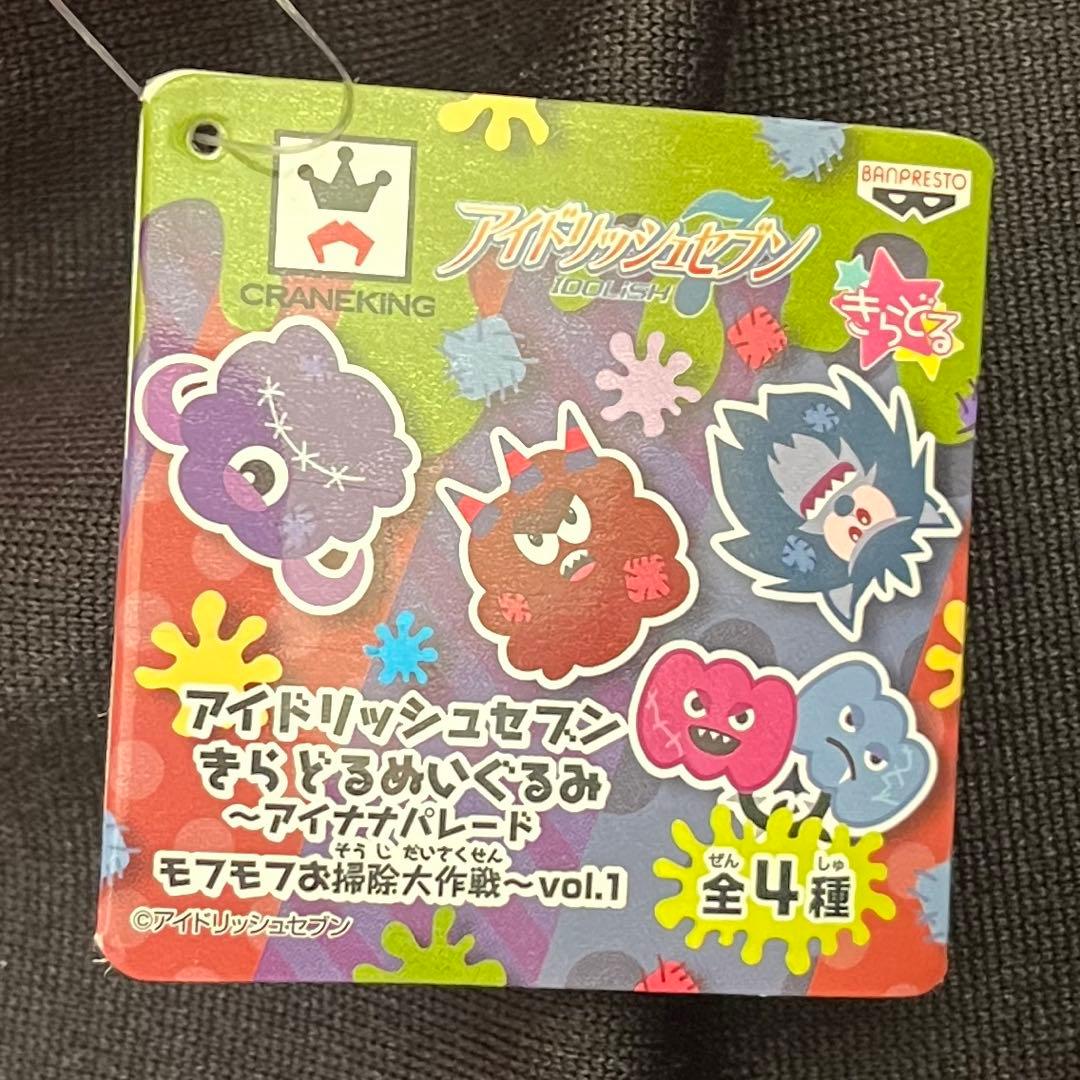 CRANEKING
アイドリッシュセブン
IDOLiSH7
BANPRESTO
きらどる
アイドリッシュセブン
きらどるぬいぐるみ
～アイナナパレード
そうじ だいさくせん
モフモフお掃除大作戦～vol.1
©アイドリッシュセブン
ぜん しゅ
全4種